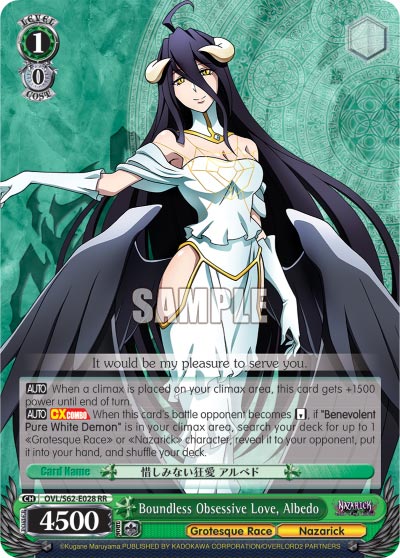 LEVEL
1
0
COST
SAMPLE
It would be my pleasure to serve you.
AUTO When a climax is placed on your climax area, this card gets +1500
power until end of turn.
AUTO CX COMBO When this card's battle opponent becomes, if "Benevolent
Pure White Demon" is in your climax area, search your deck for up to
1 «Grotesque Race» or «Nazarick» character, reveal it to your opponent, put
it into your hand, and shuffle your deck.
Card Name 惜しみない狂愛 アルベド
CH OVL/S62-E028 RR
Boundless Obsessive Love, Albedo
NAZARICK
4500
Grotesque Race Nazarick
©Kugane Maruyama,PUBLISHED BY KADOKAWA CORPORATION/OVERLORD2 PARTNERS